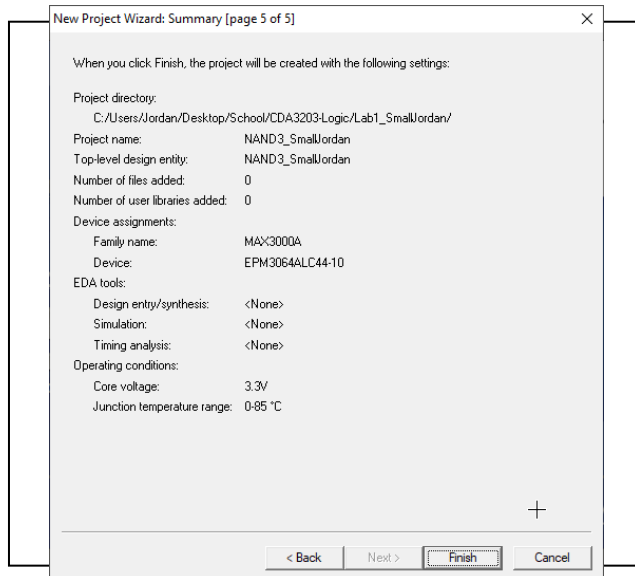 New Project Wizard: Summary [page 5 of 5]
When you click Finish, the project will be created with the following settings:
Project directory:
C:/Users/Jordan/Desktop/School/CDA3203-Logic/Lab1_SmallJordan/
Project name: NAND3_SmallJordan
Top-level design entity: NAND3_SmallJordan
Number of files added: 0
Number of user libraries added: 0
Device assignments:
Family name: MAX3000A
Device: EPM3064ALC44-10
EDA tools:
Design entry/synthesis: <None>
Simulation: <None>
Timing analysis: <None>
Operating conditions:
Core voltage: 3.3V
Junction temperature range: 0-85 °C
< Back Next > Finish Cancel